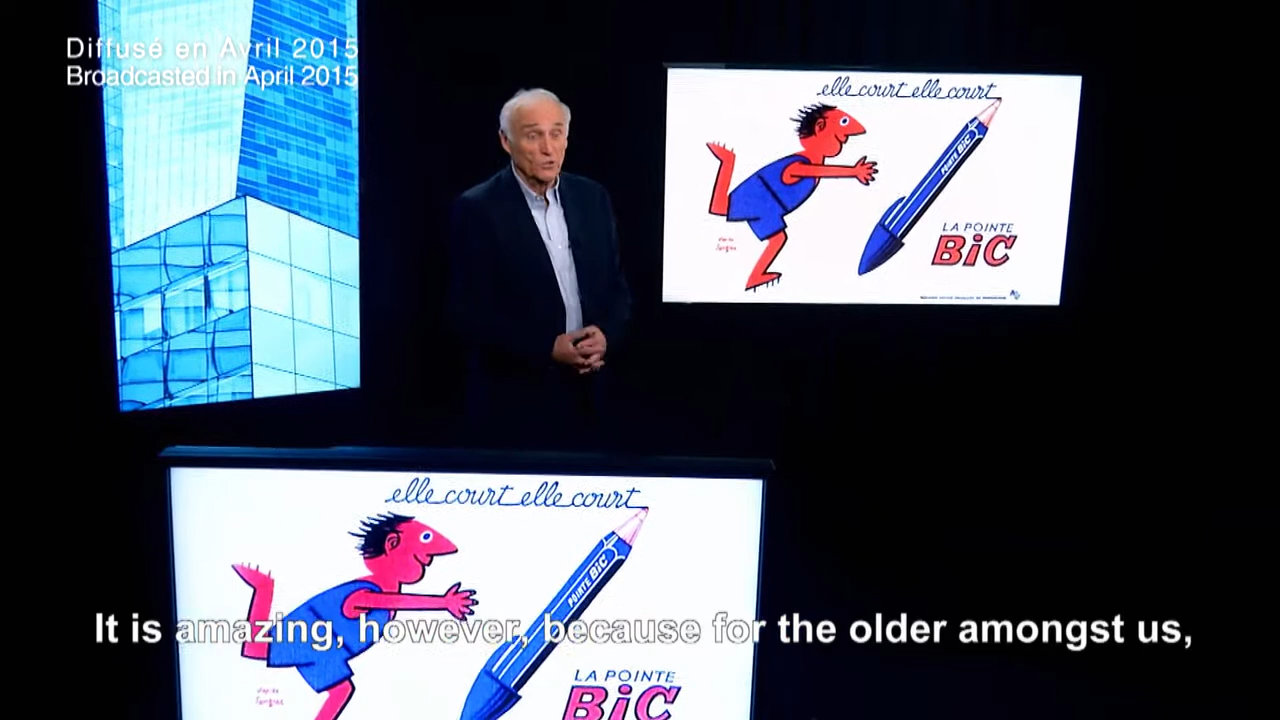 Diffusé en Avril 2015
Broadcasted in April 2015
elle court elle court
POINTE BiC
LA POINTE
BiC
elle court elle court
POINTE BiC
It is amazing, however, because for the older amongst us,
LA POINTE
BiC